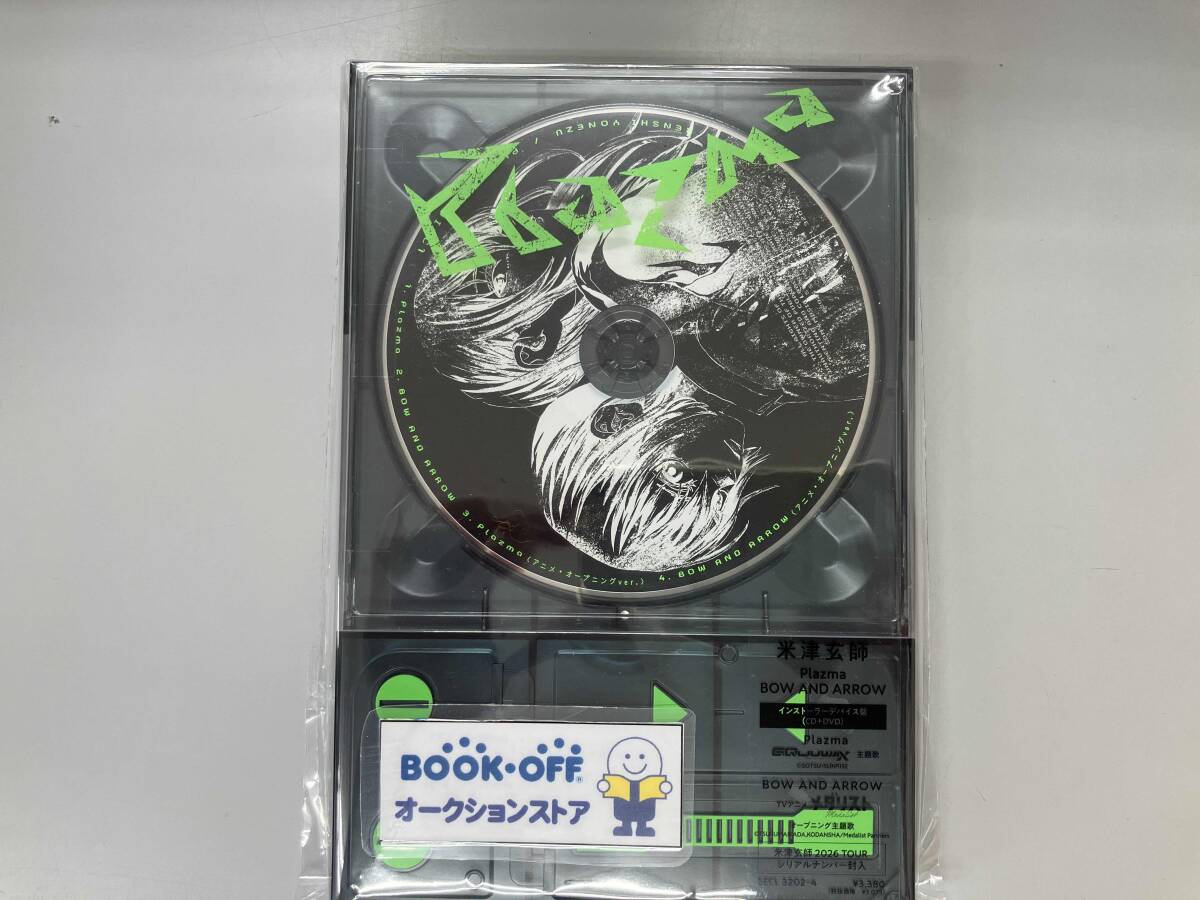 Plazma
KENSHI YONEZU /
1. Plazma 2. BOW AND ARROW 3. Plazma (アニメ・オープニングver.) 4. BOW AND ARROW (アニメ・オープニングver.)
米津玄師
Plazma
BOW AND ARROW
インストーラーデバイス盤
(CD+DVD)
Plazma
GQuuuuuuX 主題歌
©SOTSU・SUNRISE
BOW AND ARROW
TVアニメ メダリスト
Medalist
オープニング主題歌
米津玄師 2026 TOUR
シリアルナンバー封入
¥3,380
BOOK・OFF®
オークションストア